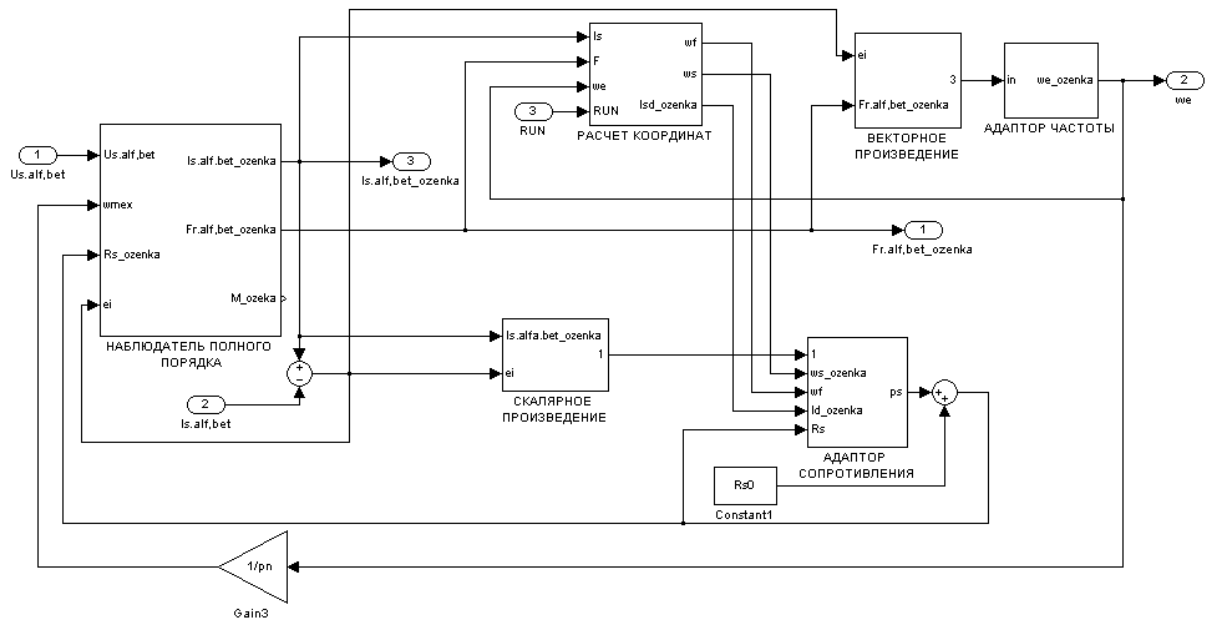 Is
F
we
RUN
wf
ws
Isd_ozenka
РАСЧЕТ КООРДИНАТ
3
RUN
ei
Fr.alf,bet_ozenka
3
ВЕКТОРНОЕ
ПРОИЗВЕДЕНИЕ
in
we_ozenka
АДАПТОР ЧАСТОТЫ
2
we
1
Us.alf,bet
Us.alf,bet
wmex
Rs_ozenka
ei
Is.alf.bet_ozenka
Fr.alf,bet_ozenka
M_ozeka
НАБЛЮДАТЕЛЬ ПОЛНОГО
ПОРЯДКА
3
Is.alf,bet_ozenka
1
Fr.alf,bet_ozenka
+
−
2
Is.alf,bet
Is.alfa.bet_ozenka
1
ei
СКАЛЯРНОЕ
ПРОИЗВЕДЕНИЕ
1
ws_ozenka
wf
Id_ozenka
Rs
ps
АДАПТОР
СОПРОТИВЛЕНИЯ
+
+
Rs0
Constant1
1/pn
Gain3